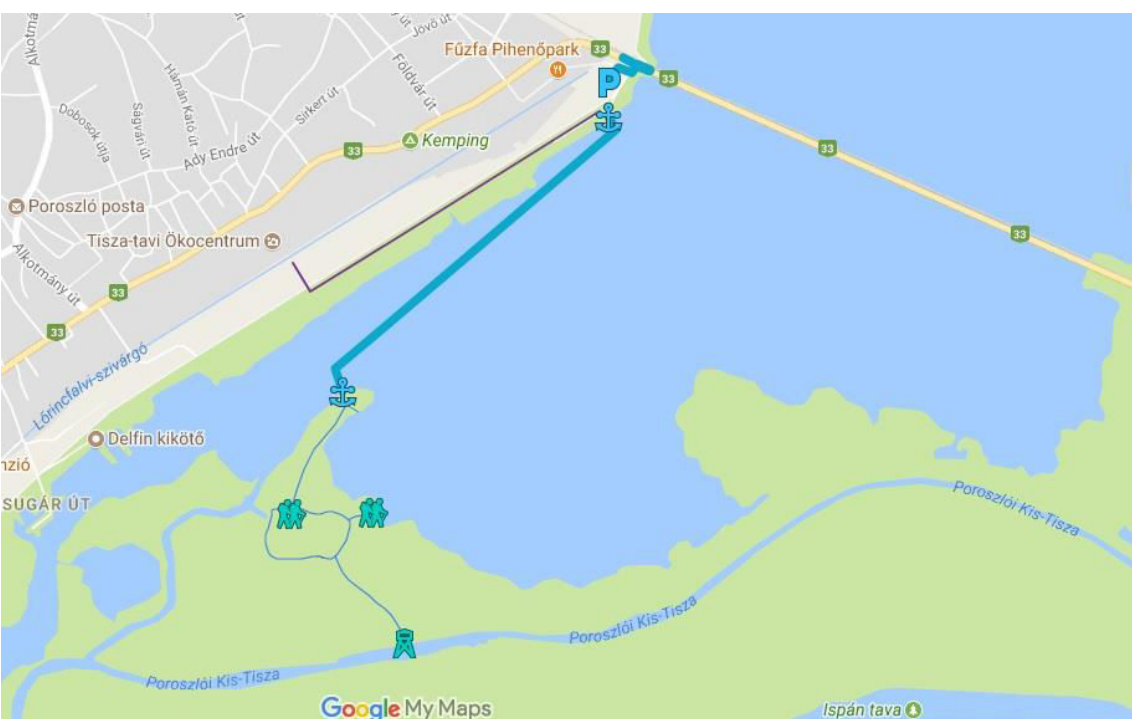 Alkotmá
Jövő út
Fűzfa Pihenőpark
33
33
P
Földvár út
Hámán Kató út
Sirkert út
Dobosok útja
Ságvári út
Kemping
33
33
Ady Endre út
Poroszló posta
Tisza-tavi Ökocentrum
33
Alkotmány út
33
33
Lőrincfalvi-szivárgó
Delfin kikötő
nzió
SUGÁR ÚT
Poroszlói Kis-Tisza
Poroszlói Kis-Tisza
Poroszlói Kis-Tisza
Google My Maps
Ispán tava